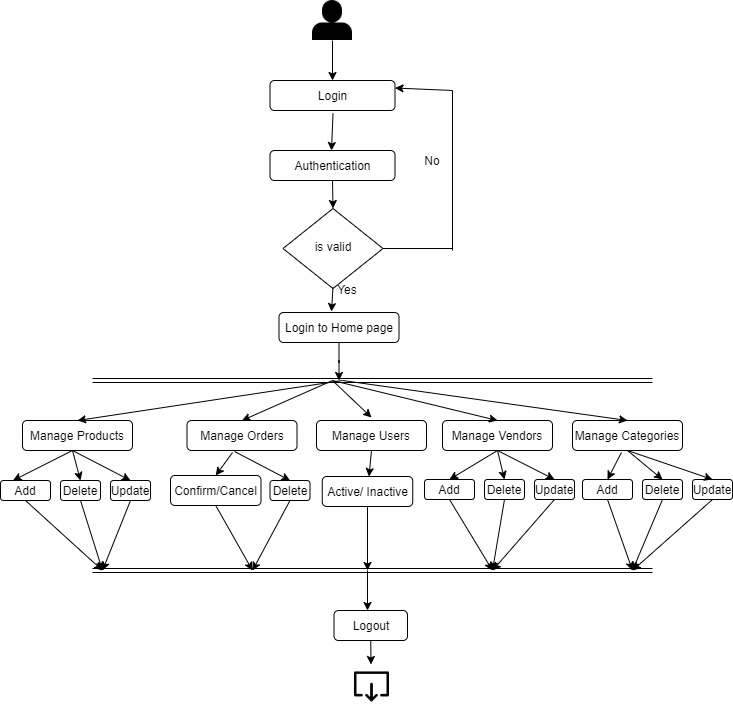 Login
Authentication
No
is valid
Yes
Login to Home page
Manage Products
Manage Orders
Manage Users
Manage Vendors
Manage Categories
Add
Delete
Update
Confirm/Cancel
Delete
Active/ Inactive
Add
Delete
Update
Add
Delete
Update
Logout